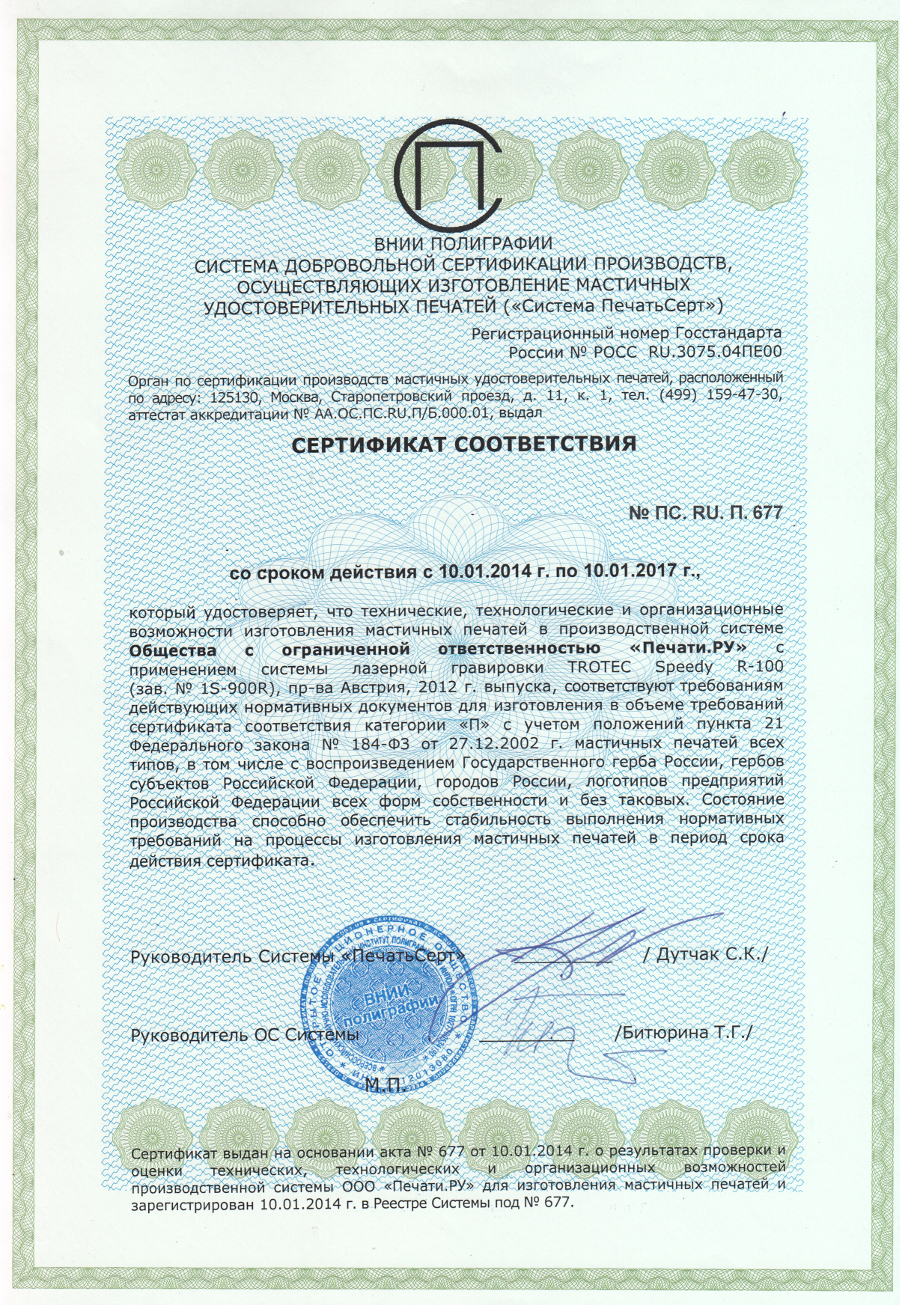 ВНИИ ПОЛИГРАФИИ
СИСТЕМА ДОБРОВОЛЬНОЙ СЕРТИФИКАЦИИ ПРОИЗВОДСТВ,
ОСУЩЕСТВЛЯЮЩИХ ИЗГОТОВЛЕНИЕ МАСТИЧНЫХ
УДОСТОВЕРИТЕЛЬНЫХ ПЕЧАТЕЙ («Система ПечатьСерт»)
Регистрационный номер Госстандарта
России № РОСС RU.3075.04ПЕ00
Орган по сертификации производств мастичных удостоверительных печатей, расположенный
по адресу: 125130, Москва, Старопетровский проезд, д. 11, к. 1, тел. (499) 159-47-30,
аттестат аккредитации № АА.ОС.ПС.RU.П/Б.000.01, выдал
СЕРТИФИКАТ СООТВЕТСТВИЯ
№ ПС. RU. П. 677
со сроком действия с 10.01.2014 г. по 10.01.2017 г.,
который удостоверяет, что технические, технологические и организационные
возможности изготовления мастичных печатей в производственной системе
Общества с ограниченной ответственностью «Печати.РУ» с
применением системы лазерной гравировки TROTEC Speedy R-100
(зав. № 1S-900R), пр-ва Австрия, 2012 г. выпуска, соответствуют требованиям
действующих нормативных документов для изготовления в объеме требований
сертификата соответствия категории «П» с учетом положений пункта 21
Федерального закона № 184-ФЗ от 27.12.2002 г. мастичных печатей всех
типов, в том числе с воспроизведением Государственного герба России, гербов
субъектов Российской Федерации, городов России, логотипов предприятий
Российской Федерации всех форм собственности и без таковых. Состояние
производства способно обеспечить стабильность выполнения нормативных
требований на процессы изготовления мастичных печатей в период срока
действия сертификата.
Руководитель Системы «ПечатьСерт» / Дутчак С.К./
ВНИИ
полиграфии
Руководитель ОС Системы /Битюрина Т.Г./
М.П.
Сертификат выдан на основании акта № 677 от 10.01.2014 г. о результатах проверки и
оценки технических, технологических и организационных возможностей
производственной системы ООО «Печати.РУ» для изготовления мастичных печатей и
зарегистрирован 10.01.2014 г. в Реестре Системы под № 677.